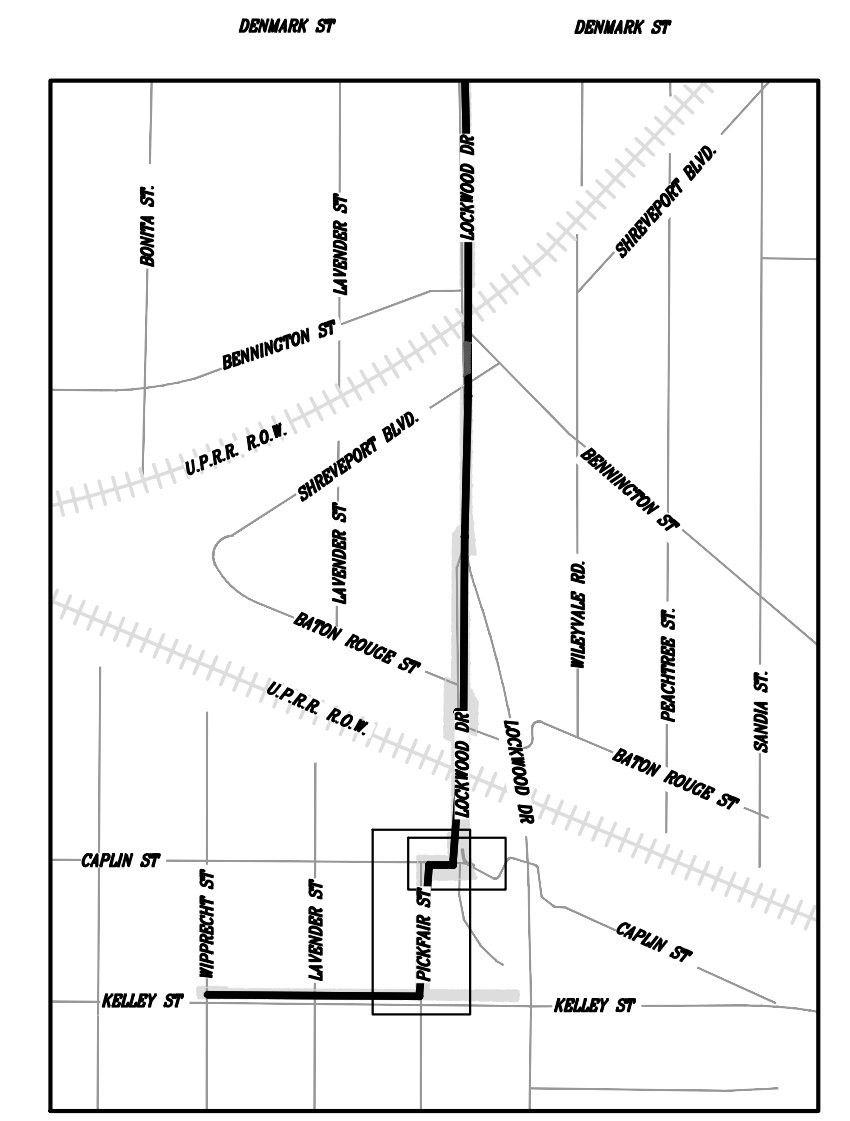 DENMARK ST
DENMARK ST
LOCKWOOD DR
SHREVEPORT BLVD.
BONITA ST.
LAVENDER ST
BENNINGTON ST
U.P.R.R. R.O.W.
SHREVEPORT BLVD.
BENNINGTON ST
LAVENDER ST
WILEYVALE RD.
PEACHTREE ST.
BATON ROUGE ST
SANDIA ST.
U.P.R.R. R.O.W.
LOCKWOOD DR
LOCKWOOD DR
BATON ROUGE ST
CAPLIN ST
WIPPRECHT ST
LAVENDER ST
PICKFAIR ST
CAPLIN ST
KELLEY ST
KELLEY ST